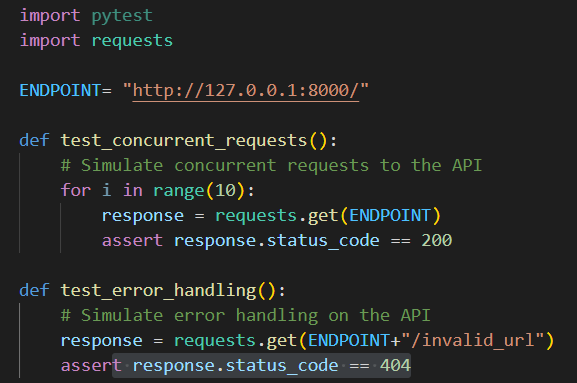 import pytest
import requests
ENDPOINT= "http://127.0.0.1:8000/"
def test_concurrent_requests():
# Simulate concurrent requests to the API
for i in range(10):
response = requests.get(ENDPOINT)
assert response.status_code == 200
def test_error_handling():
# Simulate error handling on the API
response = requests.get(ENDPOINT+"/invalid_url")
assert response.status_code == 404